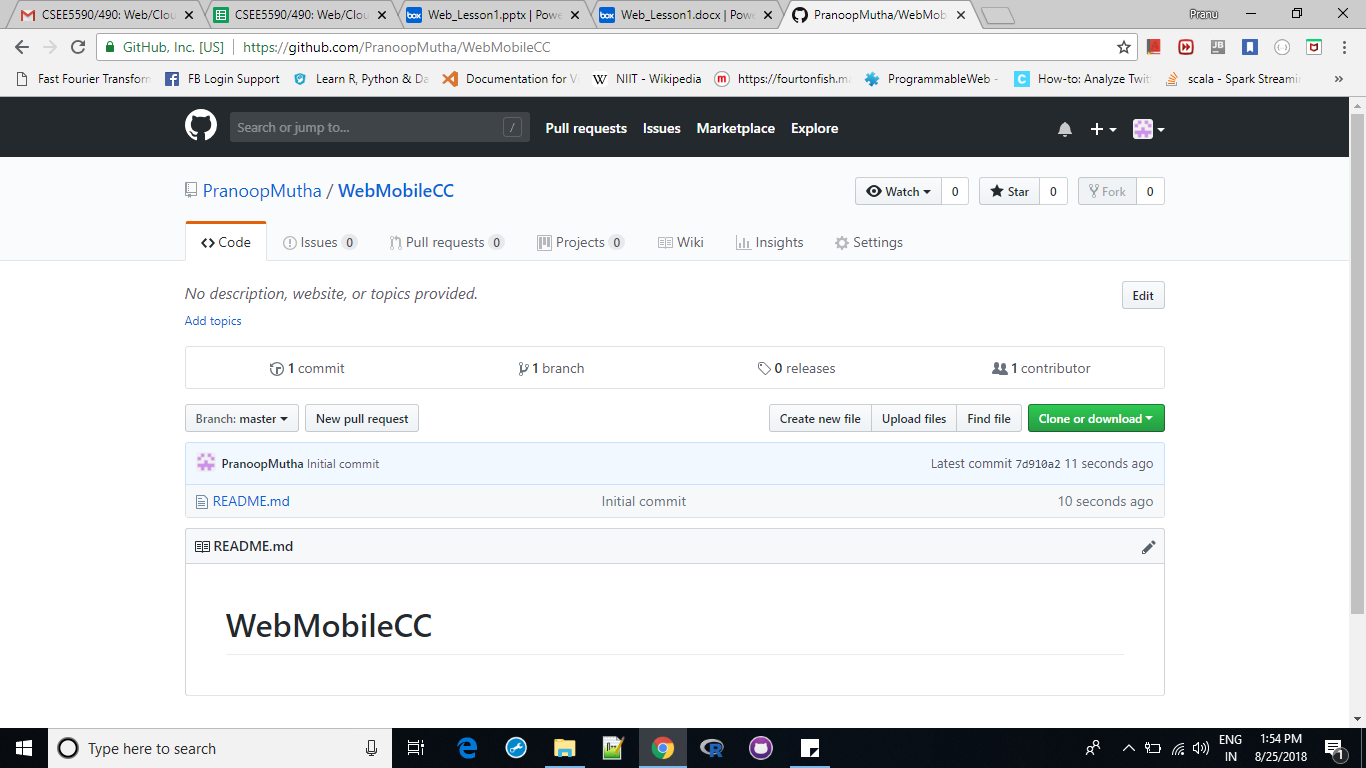 CSEE5590/490: Web/Clou
CSEE5590/490: Web/Clou
Web_Lesson1.pptx | Pow
Web_Lesson1.docx | Pow
PranoopMutha/WebMob
Pranu
GitHub, Inc. [US] https://github.com/PranoopMutha/WebMobileCC
Fast Fourier Transform FB Login Support Learn R, Python & Da Documentation for V NIIT - Wikipedia https://fourtonfish.m ProgrammableWeb - How-to: Analyze Twit scala - Spark Streami »
Search or jump to... / Pull requests Issues Marketplace Explore
PranoopMutha / WebMobileCC
Watch 0 Star 0 Fork 0
Code Issues 0 Pull requests 0 Projects 0 Wiki Insights Settings
No description, website, or topics provided. Edit
Add topics
1 commit 1 branch 0 releases 1 contributor
Branch: master New pull request Create new file Upload files Find file Clone or download
PranoopMutha Initial commit Latest commit 7d910a2 11 seconds ago
README.md Initial commit 10 seconds ago
README.md
WebMobileCC
Type here to search
ENG
IN
1:54 PM
8/25/2018
1